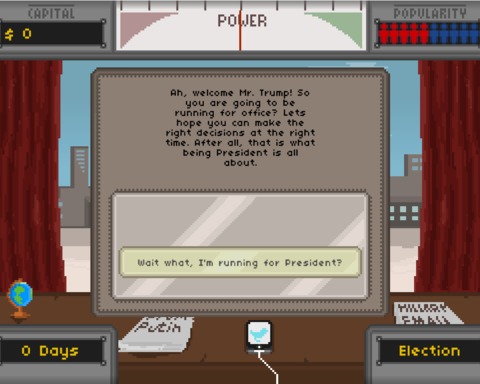 CAPITAL
POWER
POPULARITY
$ 0
Ah, welcome Mr. Trump! So
you are going to be
running for office? Lets
hope you can make the
right decisions at the right
time. After all, that is what
being President is all
about.
Wait what, I'm running for President?
Putin
Hillary
Email
0 Days
Election